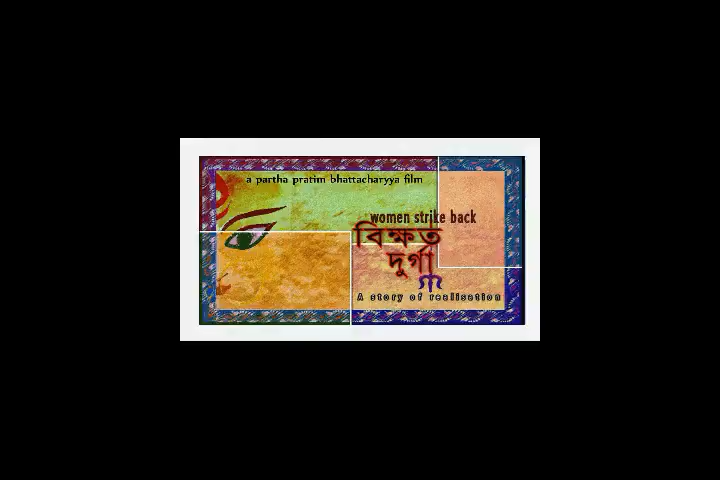 a partha pratim bhattacharyya film
women strike back
বিক্ষত
দুর্গা
A story of realisation